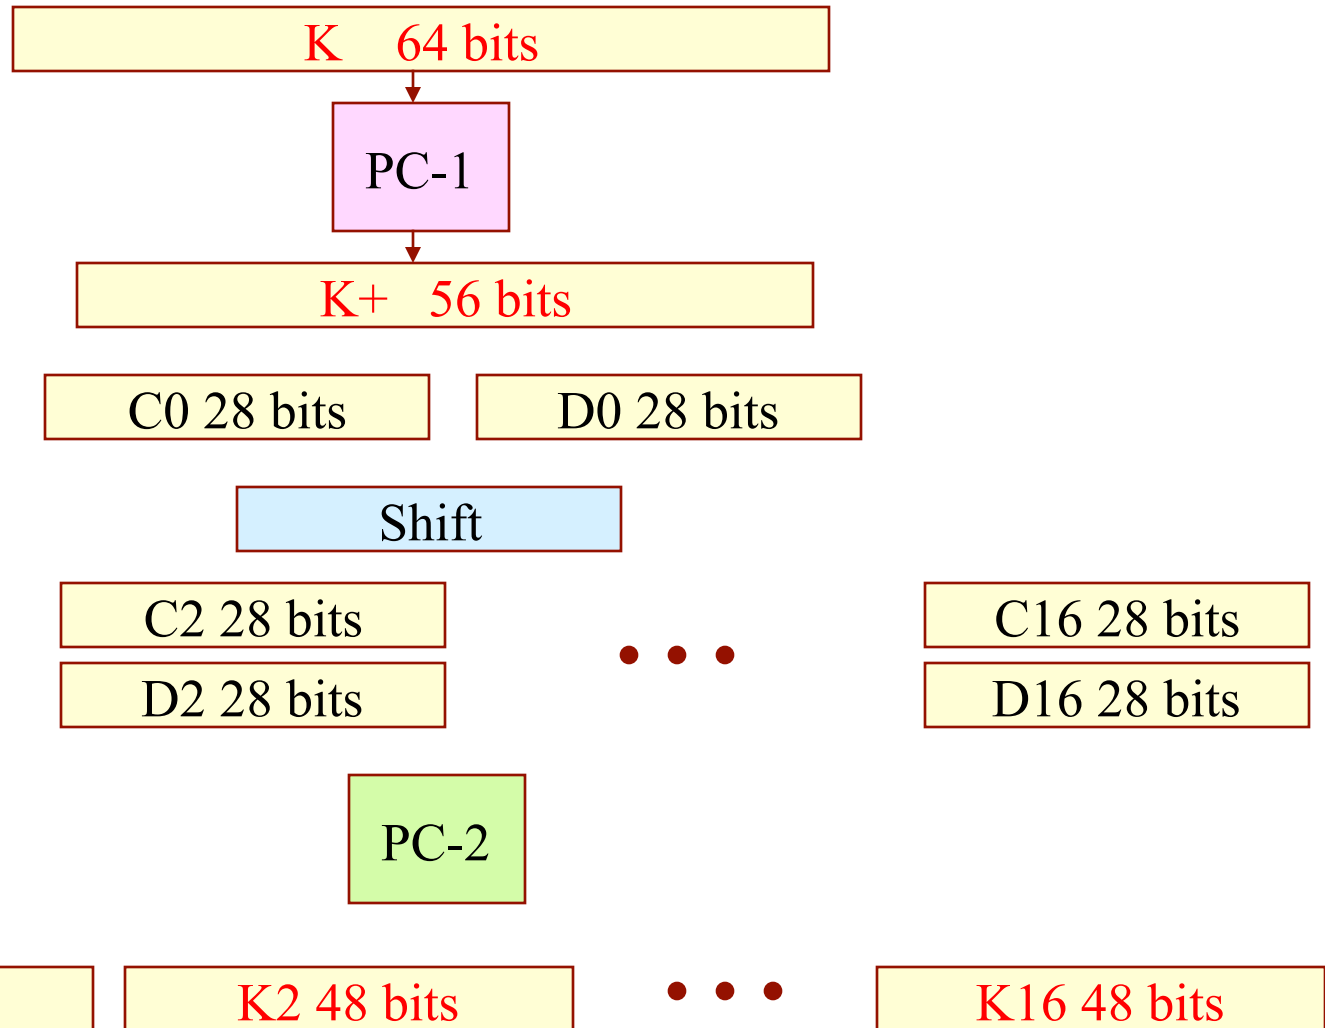 K 64 bits
PC-1
K+ 56 bits
C0 28 bits
D0 28 bits
Shift
C2 28 bits
C16 28 bits
D2 28 bits
D16 28 bits
PC-2
K2 48 bits
K16 48 bits